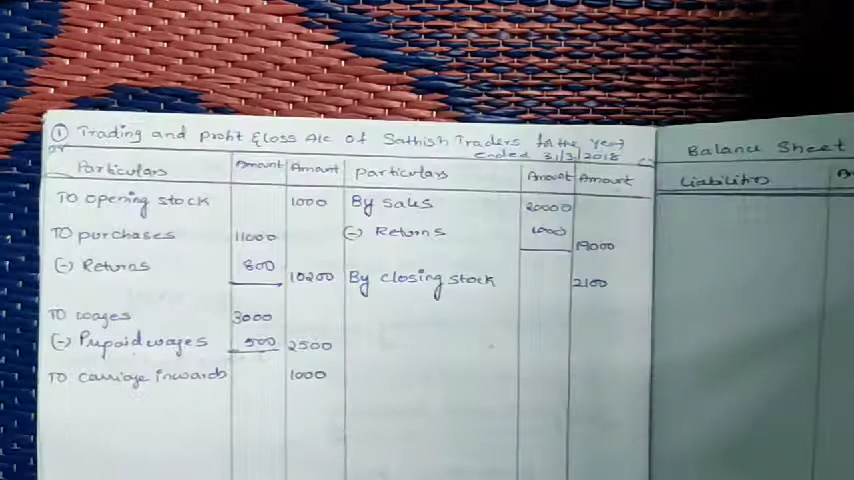 ① Trading and profit & Loss A/c of Sathish Traders for the year
ended 31/3/2018
Dr Cr
Particulars Amount Amount Particulars Amount Amount
To opening stock 1000 By sales 20000
To purchases 11000 (-) Returns 1000 19000
(-) Returns 800 10200 By closing stock 2100
To wages 3000
(-) Prepaid wages 500 2500
To carriage inwards 1000
Balance Sheet
Liabilities